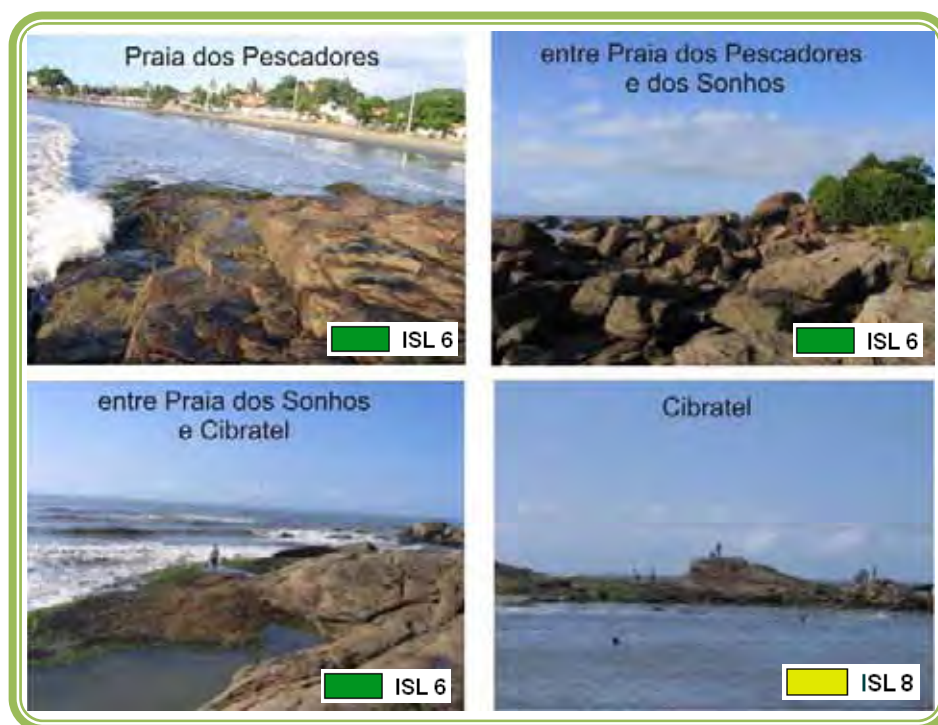 Praia dos Pescadores
ISL 6
entre Praia dos Pescadores
e dos Sonhos
ISL 6
entre Praia dos Sonhos
e Cibratel
ISL 6
Cibratel
ISL 8